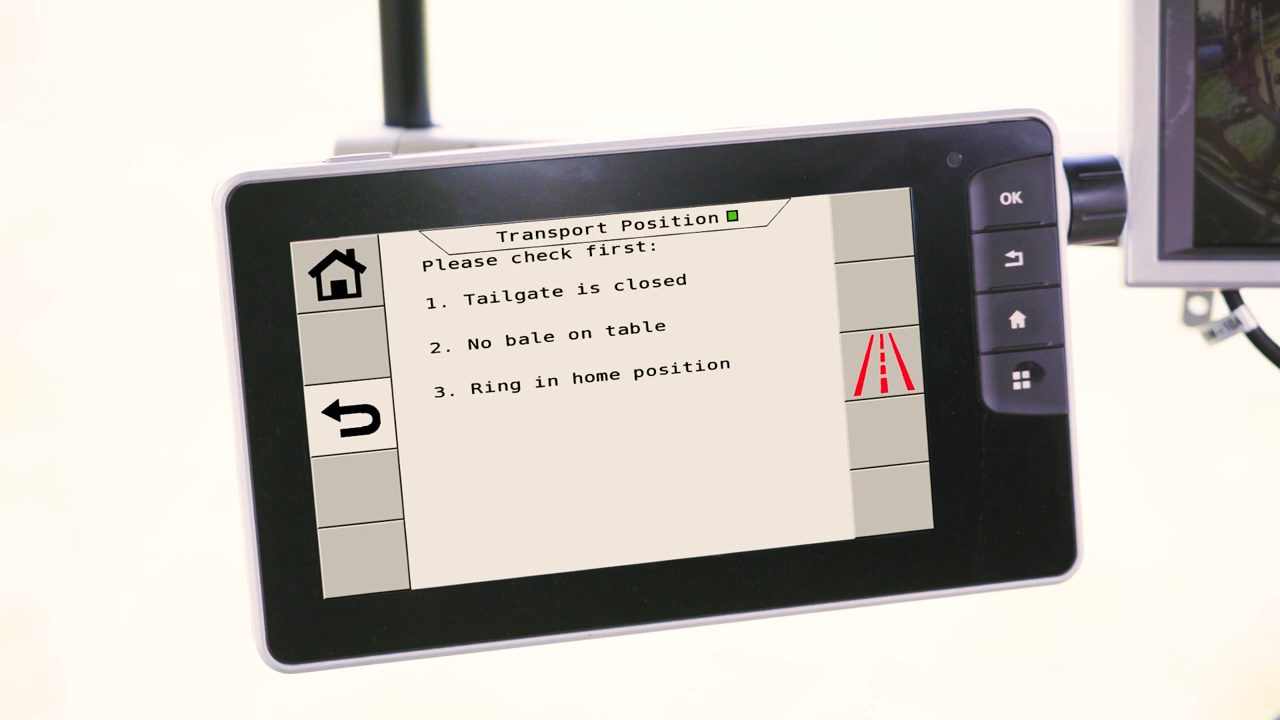 Transport Position
Please check first:
1. Tailgate is closed
2. No bale on table
3. Ring in home position
OK